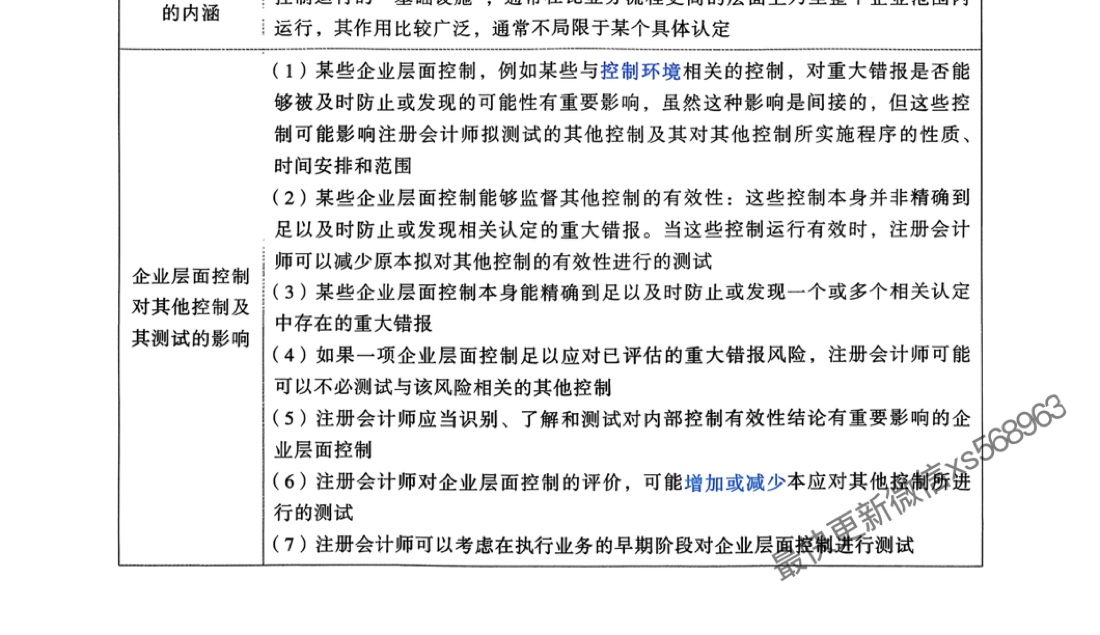 的内涵
运行，其作用比较广泛，通常不局限于某个具体认定
企业层面控制
对其他控制及
其测试的影响
（1）某些企业层面控制，例如某些与控制环境相关的控制，对重大错报是否能
够被及时防止或发现的可能性有重要影响，虽然这种影响是间接的，但这些控
制可能影响注册会计师拟测试的其他控制及其对其他控制所实施程序的性质、
时间安排和范围
（2）某些企业层面控制能够监督其他控制的有效性：这些控制本身并非精确到
足以及时防止或发现相关认定的重大错报。当这些控制运行有效时，注册会计
师可以减少原本拟对其他控制的有效性进行的测试
（3）某些企业层面控制本身能精确到足以及时防止或发现一个或多个相关认定
中存在的重大错报
（4）如果一项企业层面控制足以应对已评估的重大错报风险，注册会计师可能
可以不必测试与该风险相关的其他控制
（5）注册会计师应当识别、了解和测试对内部控制有效性结论有重要影响的企
业层面控制
（6）注册会计师对企业层面控制的评价，可能增加或减少本应对其他控制所进
行的测试
（7）注册会计师可以考虑在执行业务的早期阶段对企业层面控制进行测试
最快更新微信xs568963